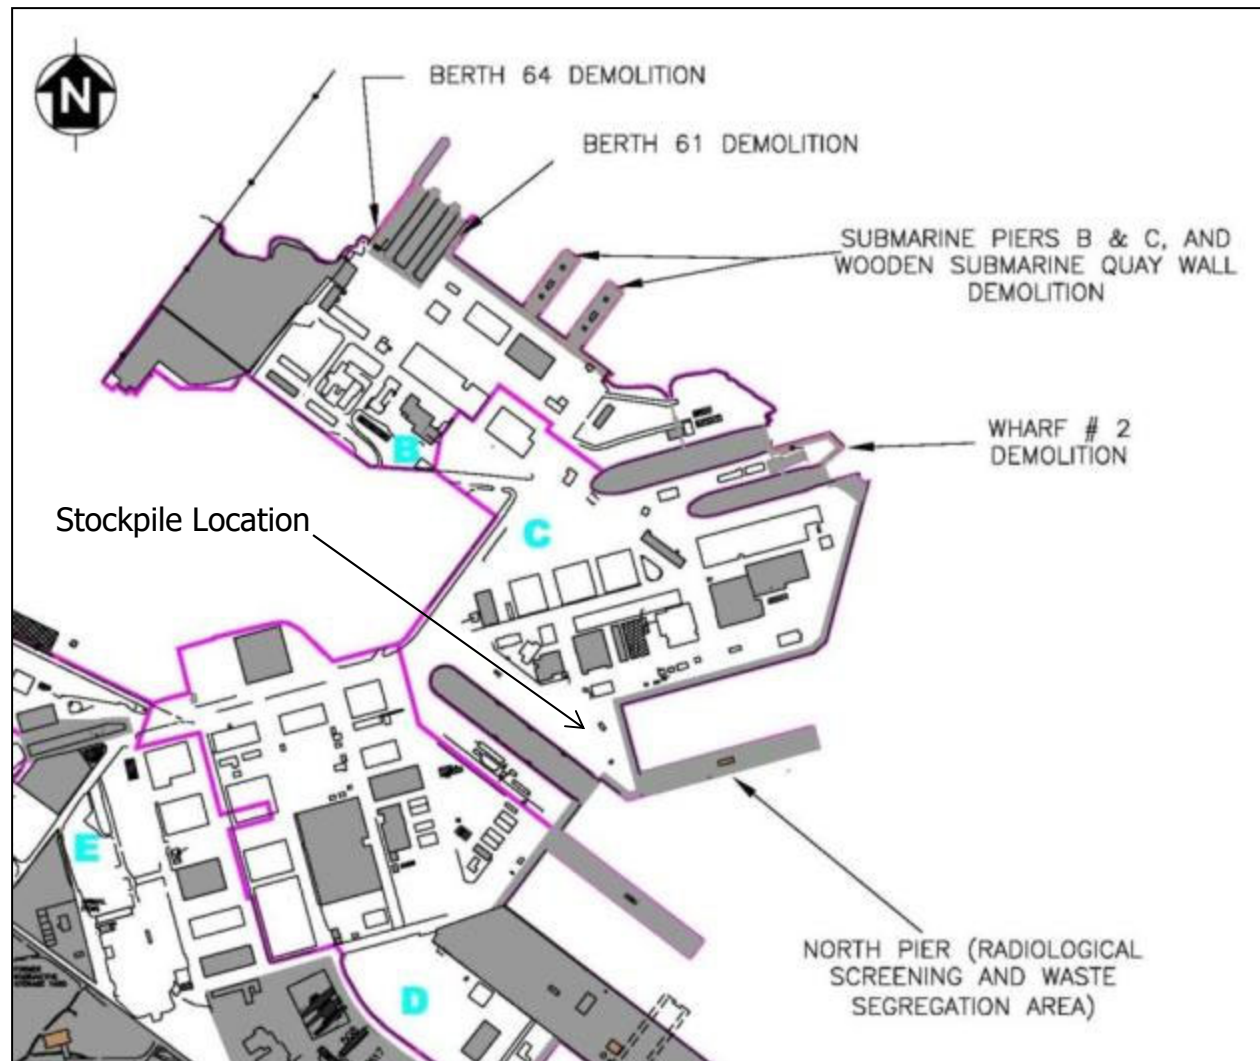 N
BERTH 64 DEMOLITION
BERTH 61 DEMOLITION
SUBMARINE PIERS B & C, AND
WOODEN SUBMARINE QUAY WALL
DEMOLITION
WHARF # 2
DEMOLITION
B
Stockpile Location
C
E
NORTH PIER (RADIOLOGICAL
SCREENING AND WASTE
SEGREGATION AREA)
D